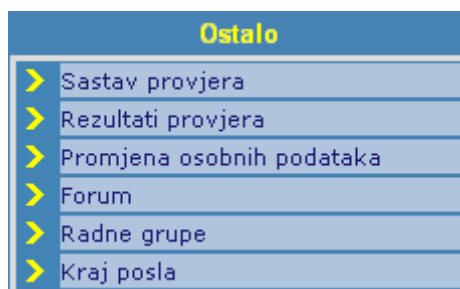 Ostalo
Sastav provjera
Rezultati provjera
Promjena osobnih podataka
Forum
Radne grupe
Kraj posla